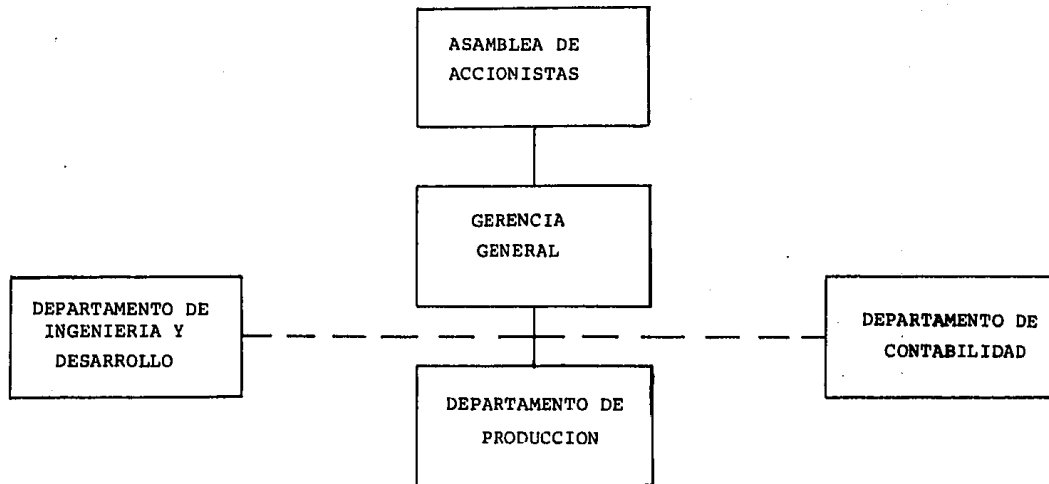 ASAMBLEA DE
ACCIONISTAS
GERENCIA
GENERAL
DEPARTAMENTO DE
INGENIERIA Y
DESARROLLO
DEPARTAMENTO DE
CONTABILIDAD
DEPARTAMENTO DE
PRODUCCION